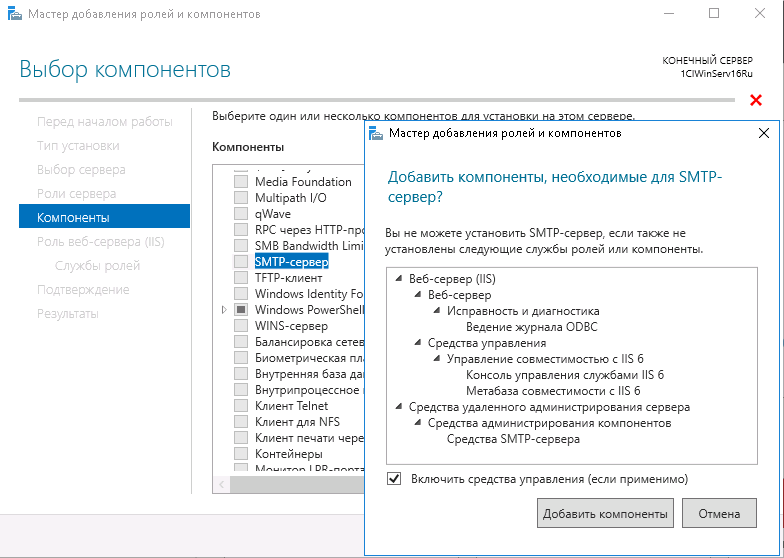 Мастер добавления ролей и компонентов
Выбор компонентов
КОНЕЧНЫЙ СЕРВЕР
1ClWinServ16Ru
Перед началом работы
Тип установки
Выбор сервера
Роли сервера
Компоненты
Роль веб-сервера (IIS)
Службы ролей
Подтверждение
Результаты
Выберите один или несколько компонентов для установки на этом сервере.
Компоненты
Media Foundation
Multipath I/O
qWave
RPC через HTTP-про
SMB Bandwidth Limi
SMTP-сервер
TFTP-клиент
Windows Identity Fo
Windows PowerShell
WINS-сервер
Балансировка сетев
Биометрическая пла
Внутренняя база да
Внутрипроцессное
Клиент Telnet
Клиент для NFS
Клиент печати чере
Контейнеры
Монитор LPR-порта
Мастер добавления ролей и компонентов
Добавить компоненты, необходимые для SMTP-
сервер?
Вы не можете установить SMTP-сервер, если также не
установлены следующие службы ролей или компоненты.
Веб-сервер (IIS)
Веб-сервер
Исправность и диагностика
Ведение журнала ODBC
Средства управления
Управление совместимостью с IIS 6
Консоль управления службами IIS 6
Метабаза совместимости с IIS 6
Средства удаленного администрирования сервера
Средства администрирования компонентов
Средства SMTP-сервера
Включить средства управления (если применимо)
Добавить компоненты
Отмена